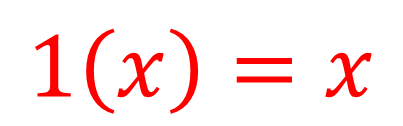 1(x) = x